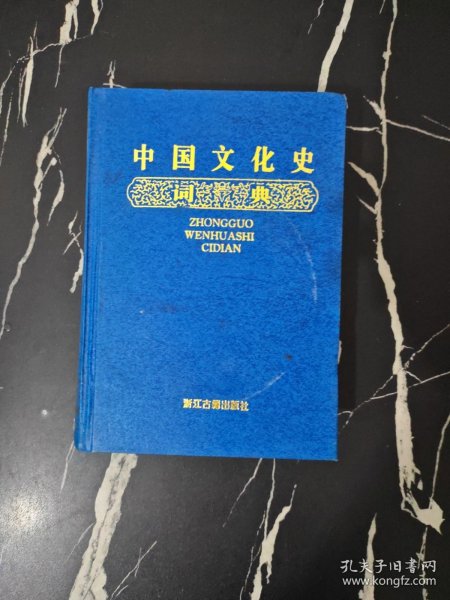 中国文化史
词典
ZHONGGUO
WENHUASHI
CIDIAN
浙江古籍出版社
孔夫子旧书网
www.kongfz.com